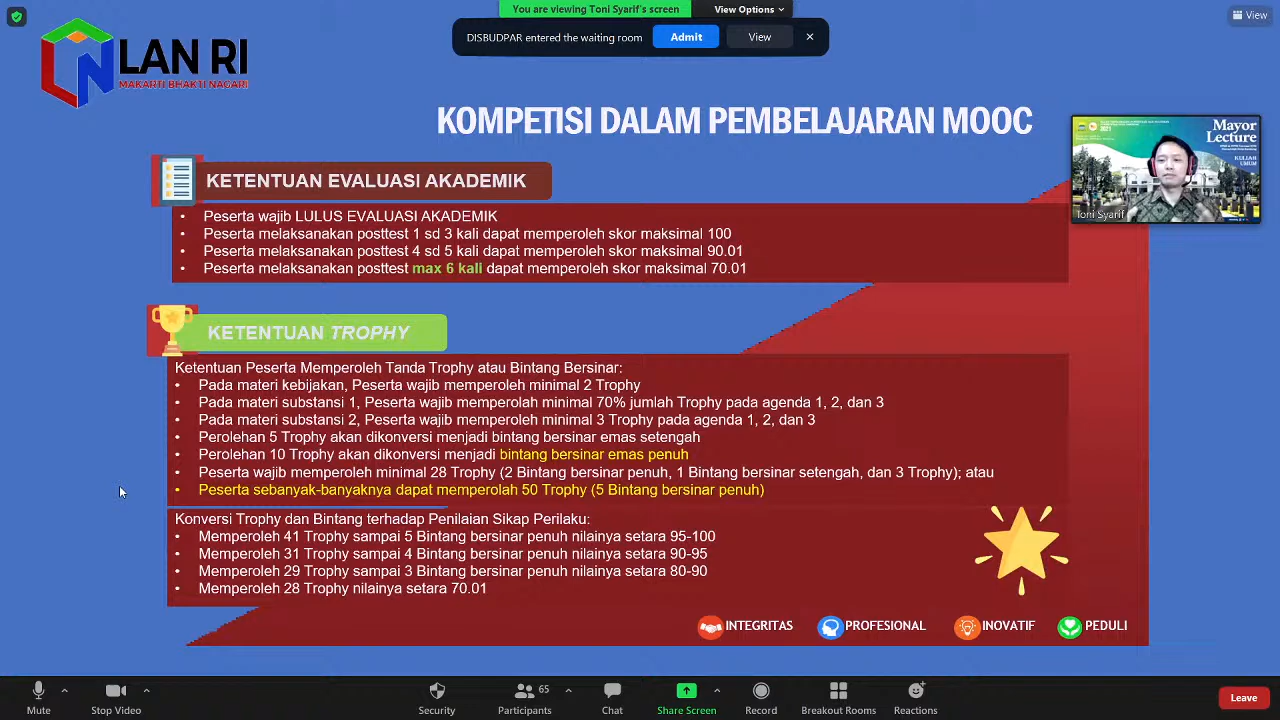 You are viewing Toni Syarif's screen
View Options
View
DISBUDPAR entered the waiting room
Admit
View
LAN RI
MAKARTI BHAKTI NAGARI
KOMPETISI DALAM PEMBELAJARAN MOOC
Mayor
Lecture
KULIAH
UMUM
2021
Toni Syarif
KETENTUAN EVALUASI AKADEMIK
• Peserta wajib LULUS EVALUASI AKADEMIK
• Peserta melaksanakan posttest 1 sd 3 kali dapat memperoleh skor maksimal 100
• Peserta melaksanakan posttest 4 sd 5 kali dapat memperoleh skor maksimal 90.01
• Peserta melaksanakan posttest max 6 kali dapat memperoleh skor maksimal 70.01
KETENTUAN TROPHY
Ketentuan Peserta Memperoleh Tanda Trophy atau Bintang Bersinar:
• Pada materi kebijakan, Peserta wajib memperoleh minimal 2 Trophy
• Pada materi substansi 1, Peserta wajib memperolah minimal 70% jumlah Trophy pada agenda 1, 2, dan 3
• Pada materi substansi 2, Peserta wajib memperoleh minimal 3 Trophy pada agenda 1, 2, dan 3
• Perolehan 5 Trophy akan dikonversi menjadi bintang bersinar emas setengah
• Perolehan 10 Trophy akan dikonversi menjadi bintang bersinar emas penuh
• Peserta wajib memperoleh minimal 28 Trophy (2 Bintang bersinar penuh, 1 Bintang bersinar setengah, dan 3 Trophy); atau
• Peserta sebanyak-banyaknya dapat memperolah 50 Trophy (5 Bintang bersinar penuh)
Konversi Trophy dan Bintang terhadap Penilaian Sikap Perilaku:
• Memperoleh 41 Trophy sampai 5 Bintang bersinar penuh nilainya setara 95-100
• Memperoleh 31 Trophy sampai 4 Bintang bersinar penuh nilainya setara 90-95
• Memperoleh 29 Trophy sampai 3 Bintang bersinar penuh nilainya setara 80-90
• Memperoleh 28 Trophy nilainya setara 70.01
INTEGRITAS
PROFESIONAL
INOVATIF
PEDULI
Mute
Stop Video
Security
65
Participants
Chat
Share Screen
Record
Breakout Rooms
Reactions
Leave